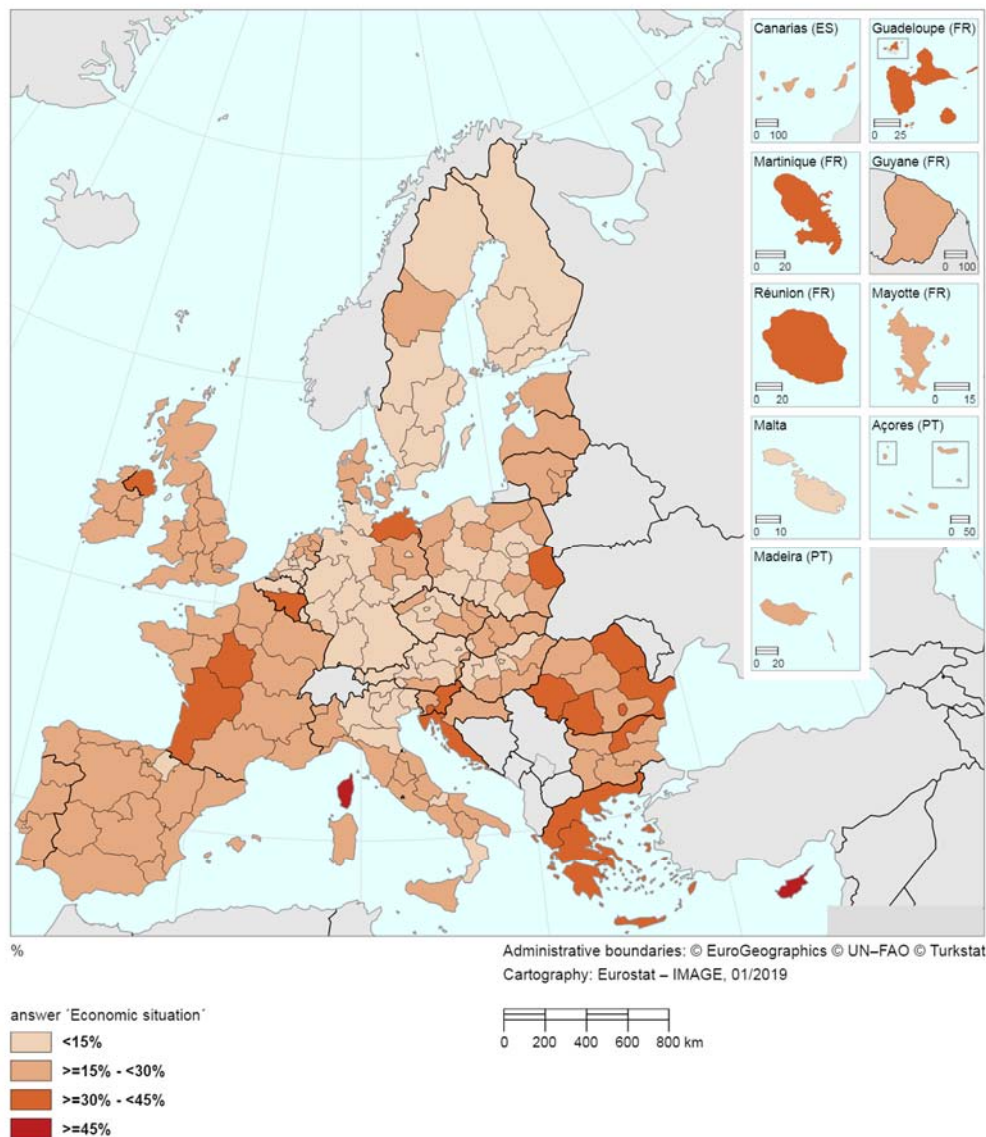 Canarias (ES)
0 100
Guadeloupe (FR)
0 25
Martinique (FR)
0 20
Guyane (FR)
0 100
Réunion (FR)
0 20
Mayotte (FR)
0 15
Malta
0 10
Açores (PT)
0 50
Madeira (PT)
0 20
%
Administrative boundaries: © EuroGeographics © UN–FAO © Turkstat
Cartography: Eurostat – IMAGE, 01/2019
answer ´Economic situation´
<15%
>=15% - <30%
>=30% - <45%
>=45%
0 200 400 600 800 km